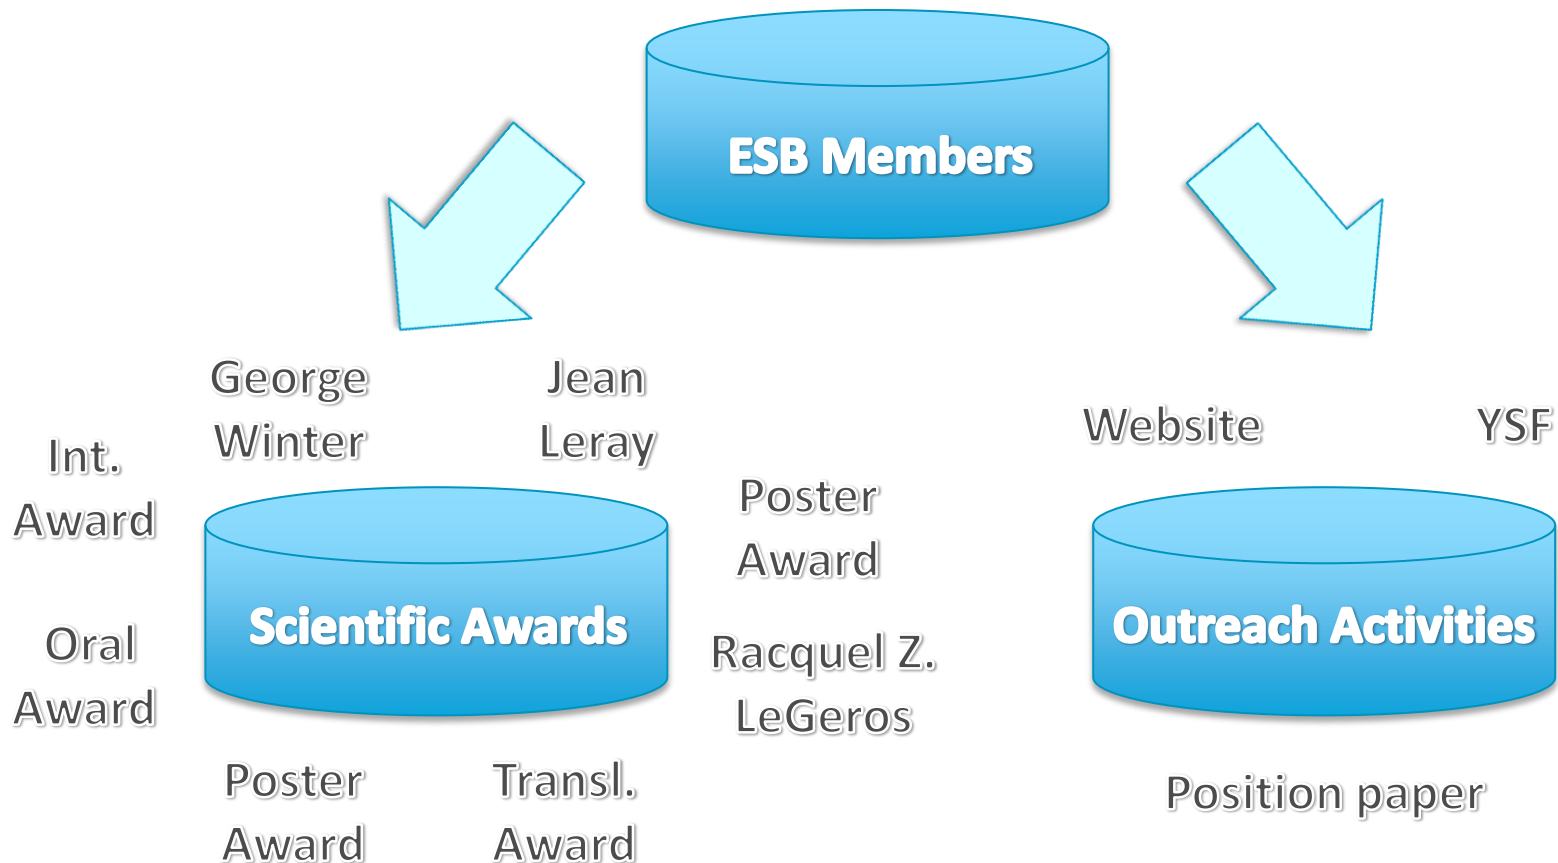 ESB Members
George
Winter
Jean
Leray
Int.
Award
Poster
Award
Scientific Awards
Oral
Award
Racquel Z.
LeGeros
Poster
Award
Transl.
Award
Website
YSF
Outreach Activities
Position paper